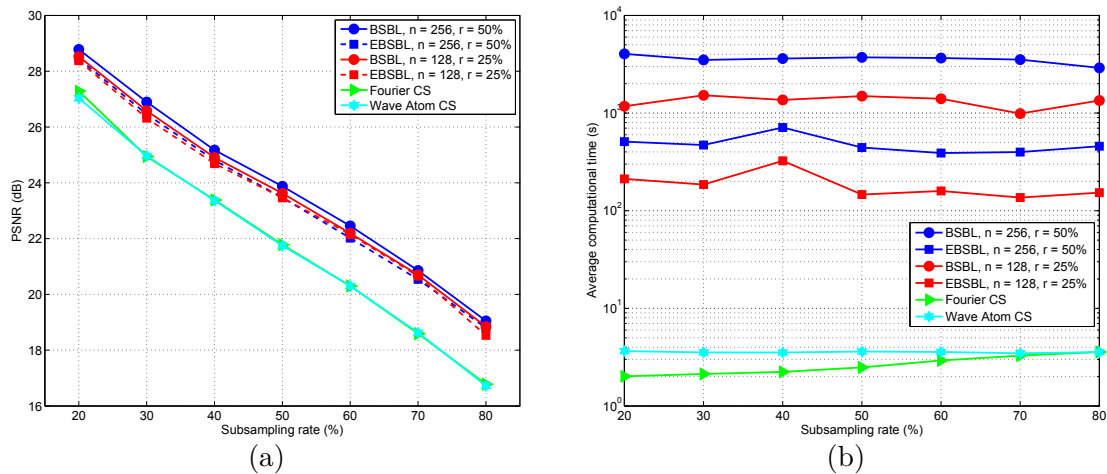 30
28
26
24
22
20
18
16
PSNR (dB)
20 30 40 50 60 70 80
Subsampling rate (%)
BSBL, n = 256, r = 50%
EBSBL, n = 256, r = 50%
BSBL, n = 128, r = 25%
EBSBL, n = 128, r = 25%
Fourier CS
Wave Atom CS
(a)
10^4
10^3
10^2
10^1
10^0
Average computational time (s)
20 30 40 50 60 70 80
Subsampling rate (%)
BSBL, n = 256, r = 50%
EBSBL, n = 256, r = 50%
BSBL, n = 128, r = 25%
EBSBL, n = 128, r = 25%
Fourier CS
Wave Atom CS
(b)